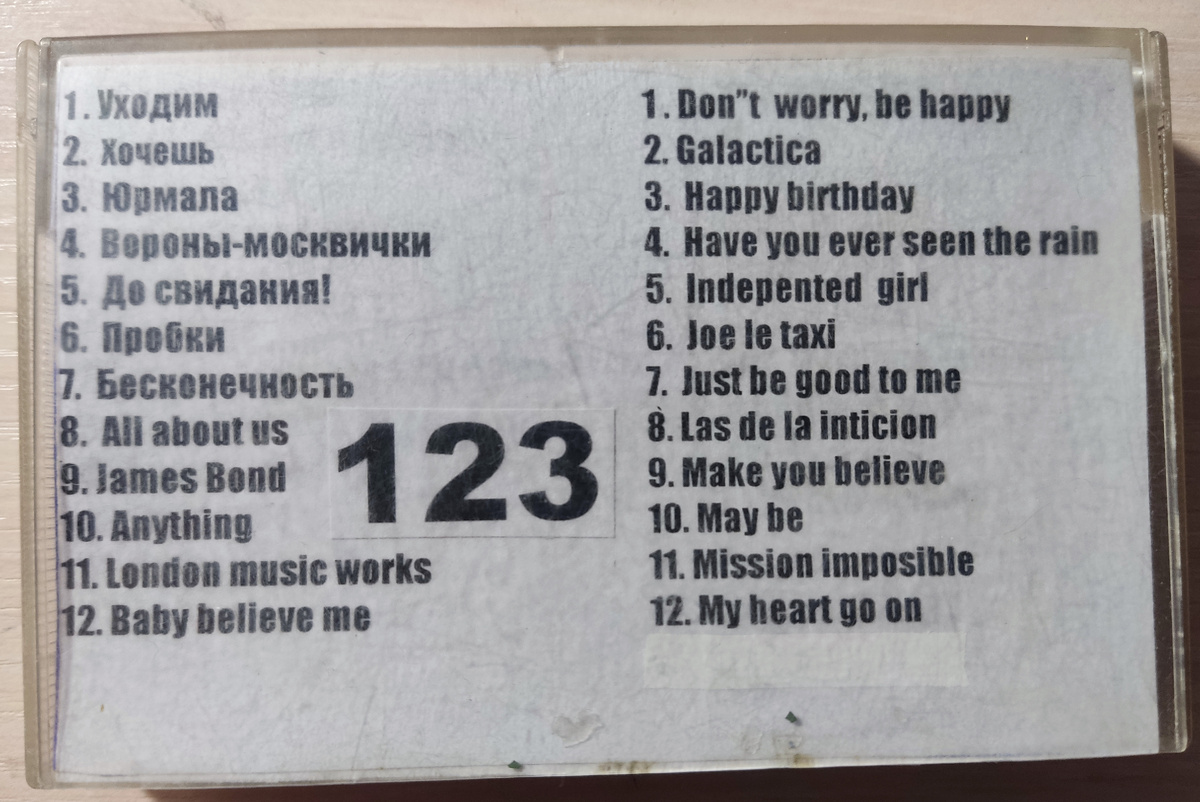 1. Уходим
2. Хочешь
3. Юрмала
4. Вороны-москвички
5. До свидания!
6. Пробки
7. Бесконечность
8. All about us
9. James Bond
10. Anything
11. London music works
12. Baby believe me
123
1. Don"t worry, be happy
2. Galactica
3. Happy birthday
4. Have you ever seen the rain
5. Indepented girl
6. Joe le taxi
7. Just be good to me
8. Las de la inticion
9. Make you believe
10. May be
11. Mission imposible
12. My heart go on